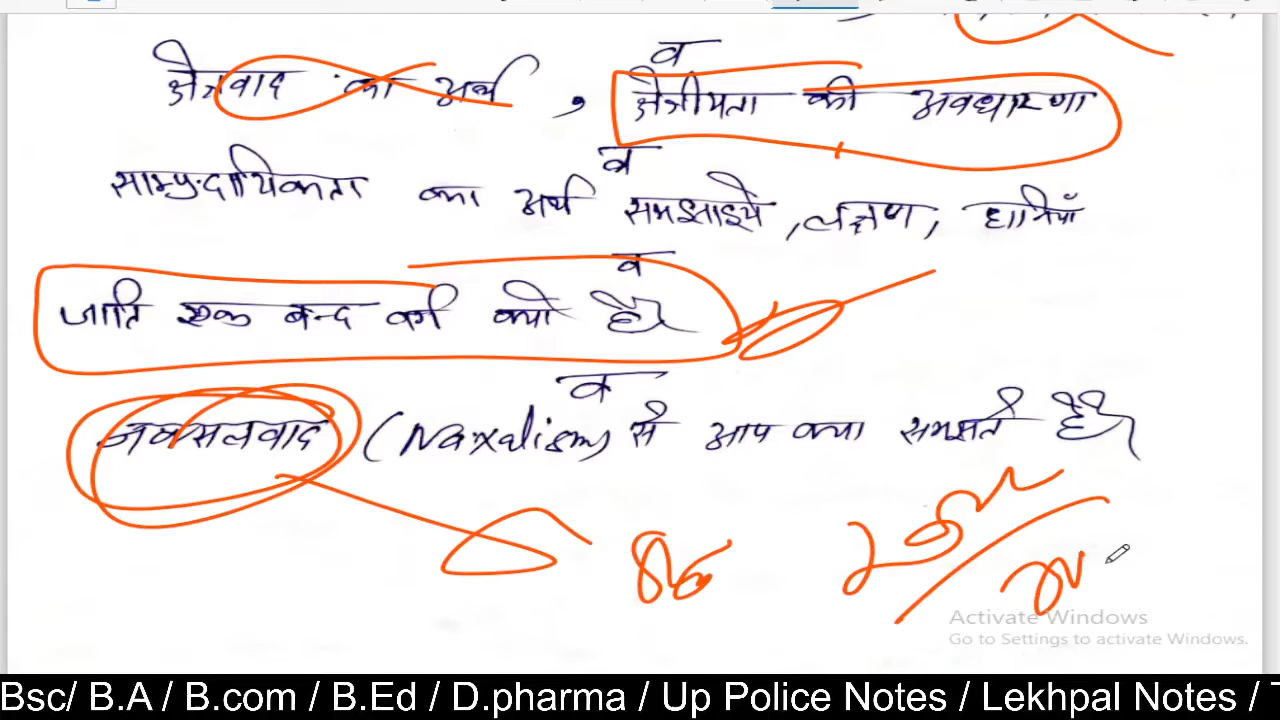 क्षेत्रवाद का अर्थ , क्षेत्रीयता की अवधारणा
व
साम्प्रदायिकता का अर्थ समझाइये , लक्षण , हानियाँ
व
जाति एक बन्द वर्ग क्यों है।
व
नक्सलवाद (Naxalism) से आप क्या समझते हैं।
व
Activate Windows
Go to Settings to activate Windows.
Bsc/ B.A / B.com / B.Ed / D.pharma / Up Police Notes / Lekhpal Notes /